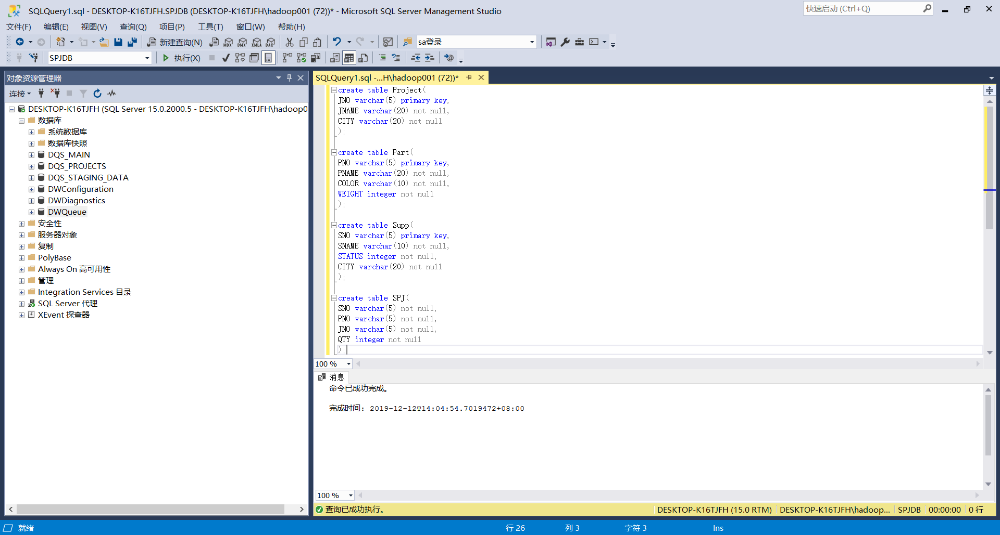 SQLQuery1.sql - DESKTOP-K16TJFH.SPJDB (DESKTOP-K16TJFH\hadoop001 (72))* - Microsoft SQL Server Management Studio
快速启动 (Ctrl+Q)
文件(F) 编辑(E) 视图(V) 查询(Q) 项目(P) 工具(T) 窗口(W) 帮助(H)
新建查询(N) MDX DMX XMLA DAX sa登录
SPJDB 执行(X)
对象资源管理器
连接
DESKTOP-K16TJFH (SQL Server 15.0.2000.5 - DESKTOP-K16TJFH\hadoop0
数据库
系统数据库
数据库快照
DQS_MAIN
DQS_PROJECTS
DQS_STAGING_DATA
DWConfiguration
DWDiagnostics
DWQueue
安全性
服务器对象
复制
PolyBase
Always On 高可用性
管理
Integration Services 目录
SQL Server 代理
XEvent 探查器
SQLQuery1.sql -...H\hadoop001 (72))*
create table Project(
JNO varchar(5) primary key,
JNAME varchar(20) not null,
CITY varchar(20) not null
);
create table Part(
PNO varchar(5) primary key,
PNAME varchar(20) not null,
COLOR varchar(10) not null,
WEIGHT integer not null
);
create table Supp(
SNO varchar(5) primary key,
SNAME varchar(10) not null,
STATUS integer not null,
CITY varchar(20) not null
);
create table SPJ(
SNO varchar(5) not null,
PNO varchar(5) not null,
JNO varchar(5) not null,
QTY integer not null
);
100 %
消息
命令已成功完成。
完成时间: 2019-12-12T14:04:54.7019472+08:00
100 %
查询已成功执行。 DESKTOP-K16TJFH (15.0 RTM) DESKTOP-K16TJFH\hadoop... SPJDB 00:00:00 0 行
就绪 行 26 列 3 字符 3 Ins